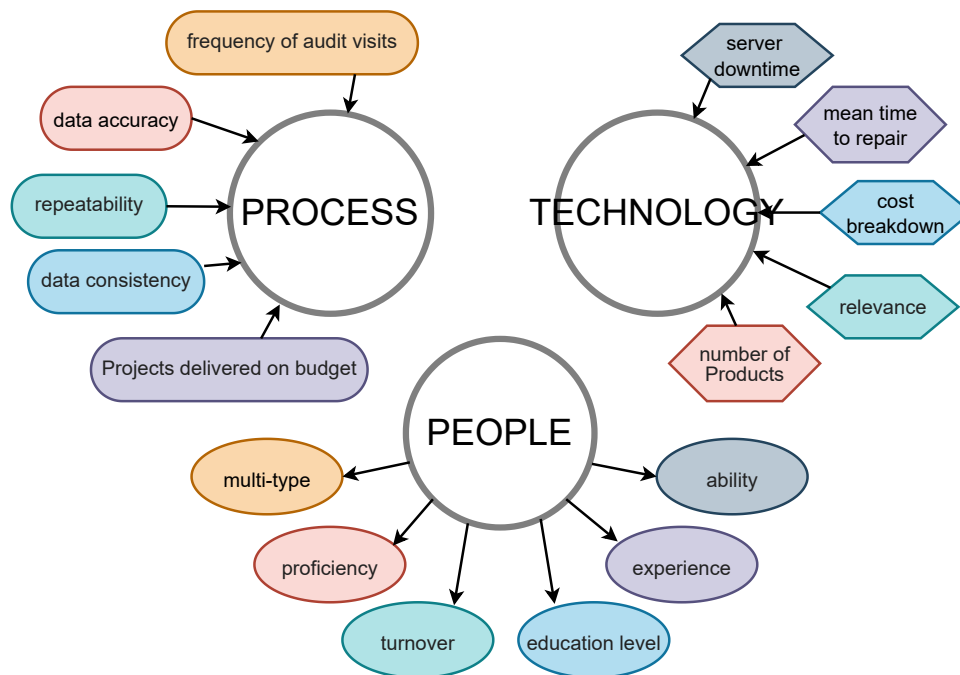 frequency of audit visits
data accuracy
repeatability
data consistency
Projects delivered on budget
PROCESS
server
downtime
mean time
to repair
cost
breakdown
relevance
number of
Products
TECHNOLOGY
PEOPLE
multi-type
proficiency
turnover
education level
experience
ability